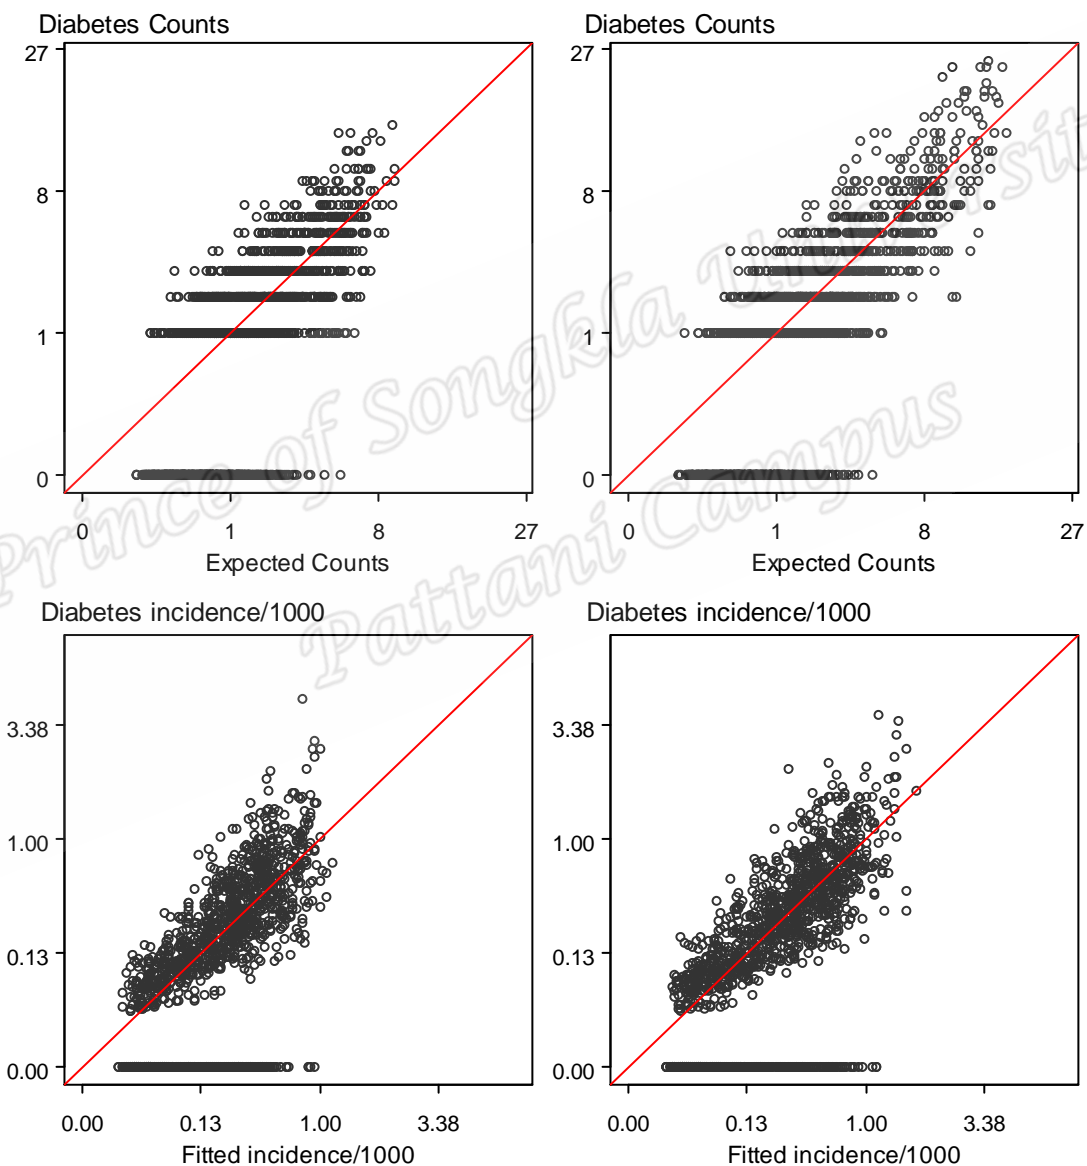 Diabetes Counts
27
8
1
0
0 1 8 27
Expected Counts
Diabetes Counts
27
8
1
0
0 1 8 27
Expected Counts
Diabetes incidence/1000
3.38
1.00
0.13
0.00
0.00 0.13 1.00 3.38
Fitted incidence/1000
Diabetes incidence/1000
3.38
1.00
0.13
0.00
0.00 0.13 1.00 3.38
Fitted incidence/1000
Prince of Songkla Universit
Pattani Campus